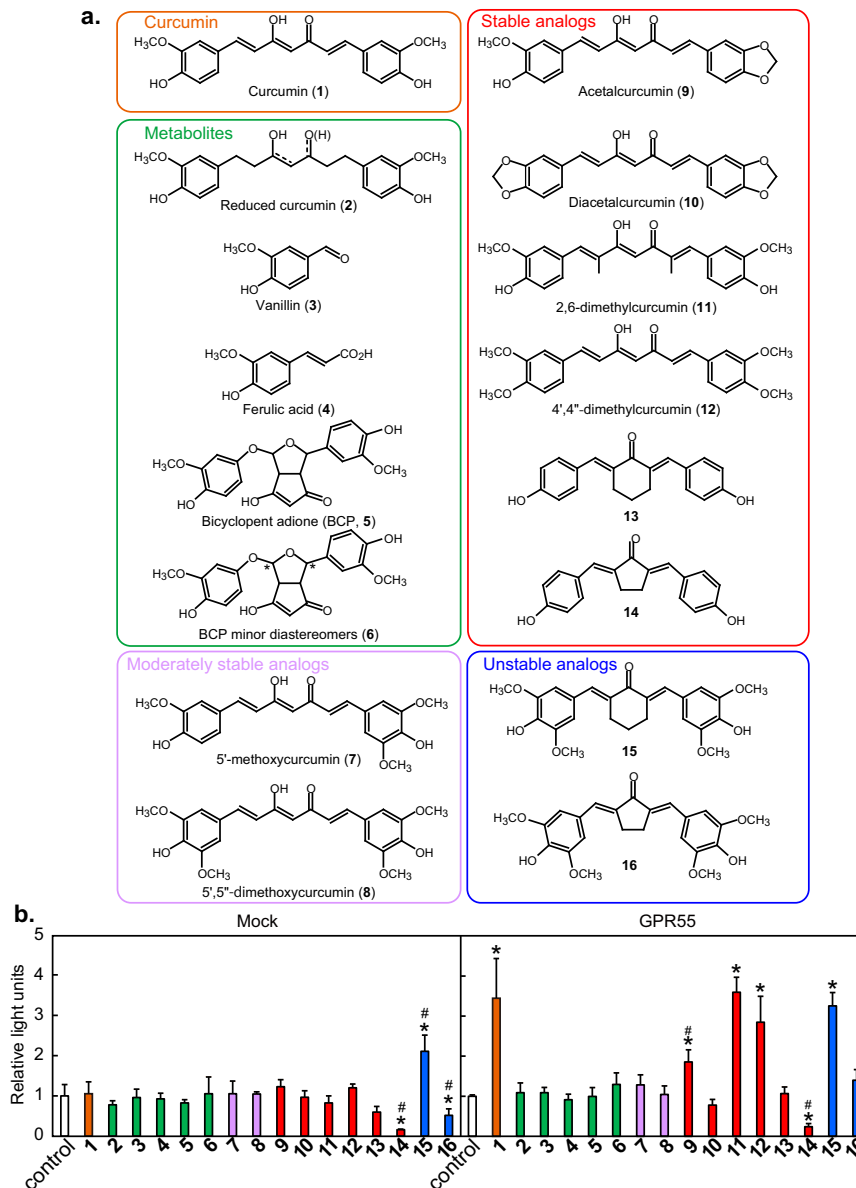 a.
Curcumin
OH
O
H₃CO
OCH₃
HO
OH
Curcumin (1)
Metabolites
OH
O(H)
H₃CO
OCH₃
HO
OH
Reduced curcumin (2)
H₃CO
O
HO
Vanillin (3)
H₃CO
CO₂H
HO
Ferulic acid (4)
OH
O
O
H₃CO
OCH₃
HO
HO
O
Bicyclopent adione (BCP, 5)
OH
O
O
H₃CO
* *
OCH₃
HO
HO
O
BCP minor diastereomers (6)
Moderately stable analogs
OH
O
H₃CO
OCH₃
HO
OH
OCH₃
5'-methoxycurcumin (7)
OH
O
H₃CO
OCH₃
HO
OH
OCH₃
OCH₃
5',5"-dimethoxycurcumin (8)
Stable analogs
OH
O
H₃CO
O
HO
O
Acetalcurcumin (9)
OH
O
O
O
O
O
Diacetalcurcumin (10)
OH
O
H₃CO
OCH₃
HO
OH
2,6-dimethylcurcumin (11)
OH
O
H₃CO
OCH₃
H₃CO
OCH₃
4',4"-dimethylcurcumin (12)
O
HO
OH
13
O
HO
OH
14
Unstable analogs
O
H₃CO
OCH₃
HO
OH
OCH₃
OCH₃
15
O
H₃CO
OCH₃
HO
OH
OCH₃
OCH₃
16
b.
Mock
GPR55
Relative light units
5
4
3
2
1
0
#
*
#
*
#
*
*
#
*
*
*
#
*
*
control 1 2 3 4 5 6 7 8 9 10 11 12 13 14 15 16
control 1 2 3 4 5 6 7 8 9 10 11 12 13 14 15 16